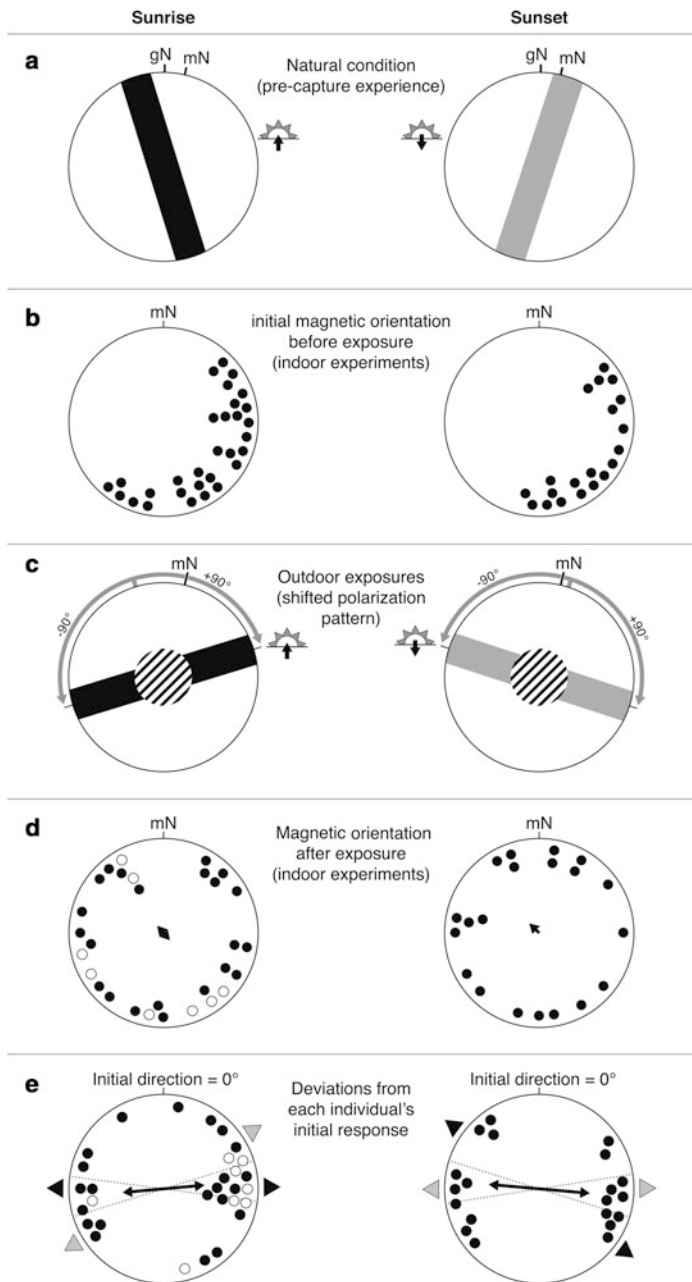 Sunrise Sunset
a
gN mN
Natural condition
(pre-capture experience)
gN mN
b
mN
initial magnetic orientation
before exposure
(indoor experiments)
mN
c
mN
-90° +90°
Outdoor exposures
(shifted polarization
pattern)
mN
-90° +90°
d
mN
Magnetic orientation
after exposure
(indoor experiments)
mN
e
Initial direction = 0°
Deviations from
each individual's
initial response
Initial direction = 0°